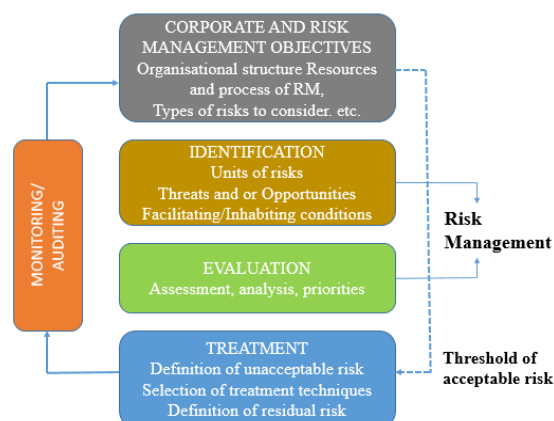 CORPORATE AND RISK
MANAGEMENT OBJECTIVES
Organisational structure Resources
and process of RM,
Types of risks to consider. etc.
IDENTIFICATION
Units of risks
Threats and or Opportunities
Facilitating/Inhabiting conditions
EVALUATION
Assessment, analysis, priorities
TREATMENT
Definition of unacceptable risk
Selection of treatment techniques
Definition of residual risk
MONITORING/
AUDITING
Risk
Management
Threshold of
acceptable risk